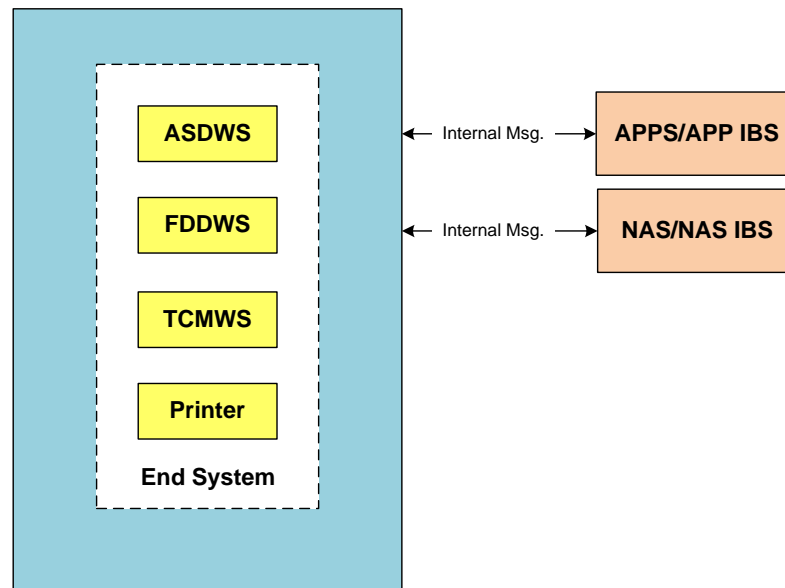 ASDWS
FDDWS
TCMWS
Printer
End System
Internal Msg.
APPS/APP IBS
Internal Msg.
NAS/NAS IBS